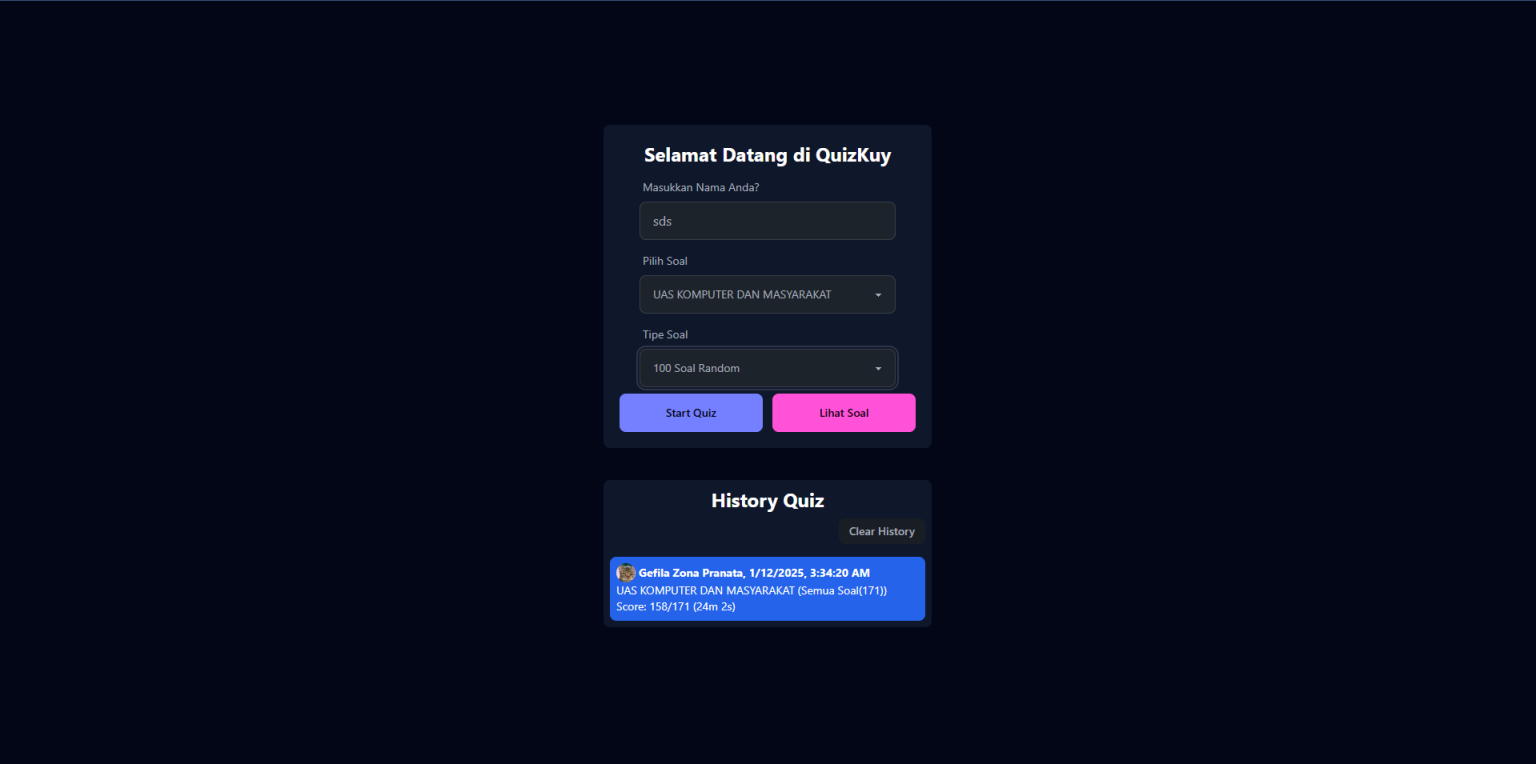 Selamat Datang di QuizKuy
Masukkan Nama Anda?
sds
Pilih Soal
UAS KOMPUTER DAN MASYARAKAT
Tipe Soal
100 Soal Random
Start Quiz
Lihat Soal
History Quiz
Clear History
Gefila Zona Pranata, 1/12/2025, 3:34:20 AM
UAS KOMPUTER DAN MASYARAKAT (Semua Soal(171))
Score: 158/171 (24m 2s)